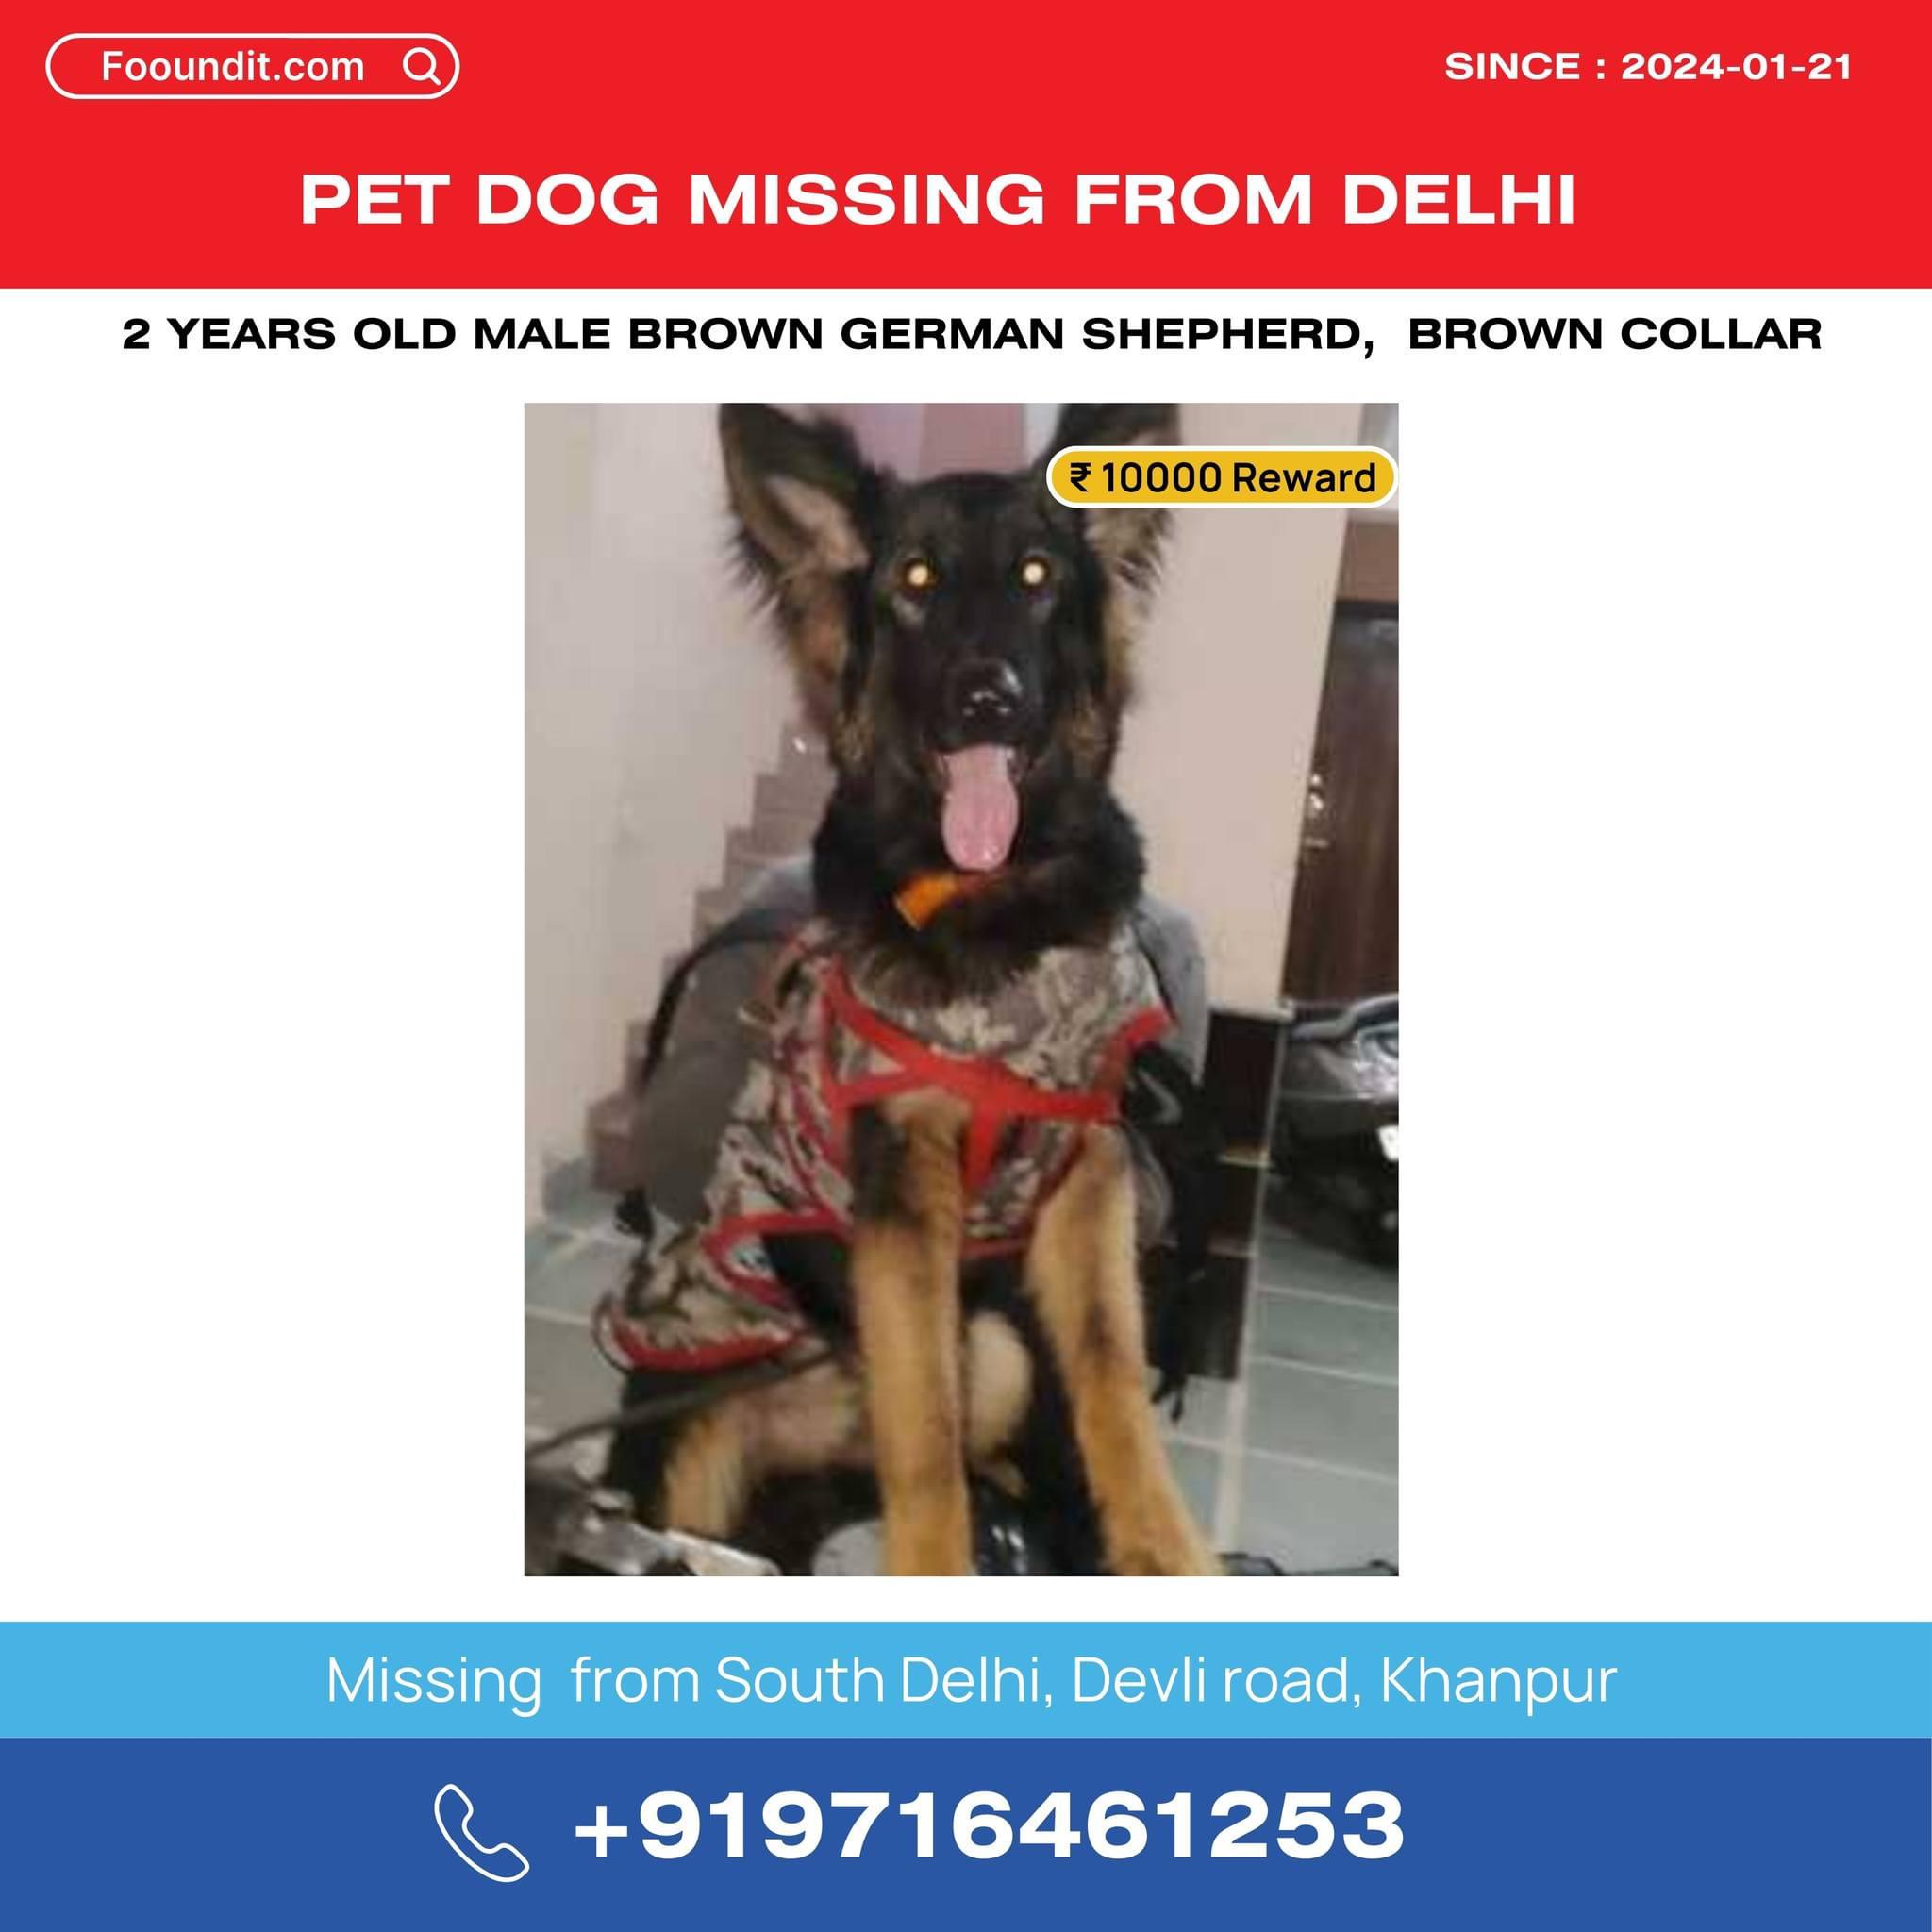 Fooundit.com
SINCE : 2024-01-21
PET DOG MISSING FROM DELHI
2 YEARS OLD MALE BROWN GERMAN SHEPHERD, BROWN COLLAR
₹ 10000 Reward
Missing from South Delhi, Devli road, Khanpur
+919716461253